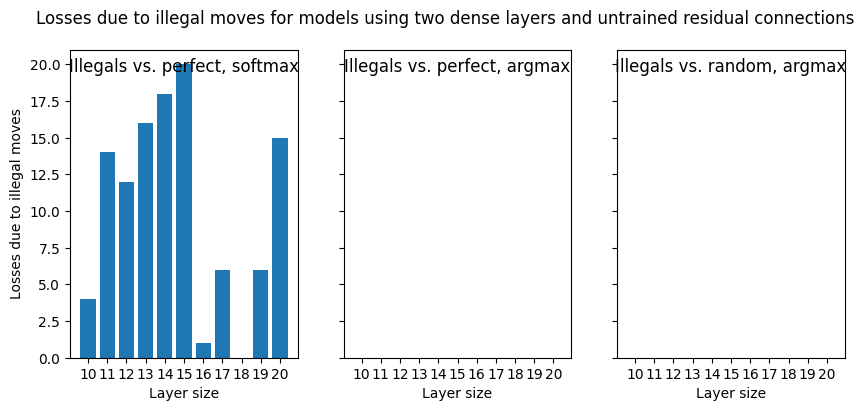 Losses due to illegal moves for models using two dense layers and untrained residual connections
Illegals vs. perfect, softmax
Illegals vs. perfect, argmax
Illegals vs. random, argmax
Losses due to illegal moves
20.0
17.5
15.0
12.5
10.0
7.5
5.0
2.5
0.0
10 11 12 13 14 15 16 17 18 19 20
Layer size
10 11 12 13 14 15 16 17 18 19 20
Layer size
10 11 12 13 14 15 16 17 18 19 20
Layer size